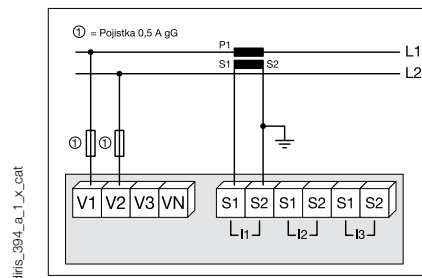 ① = Pojistka 0,5 A gG
P1
L1
S1 S2
L2
① ①
V1 V2 V3 VN S1 S2 S1 S2 S1 S2
I1 I2 I3
diris_394_a_1_x_cat